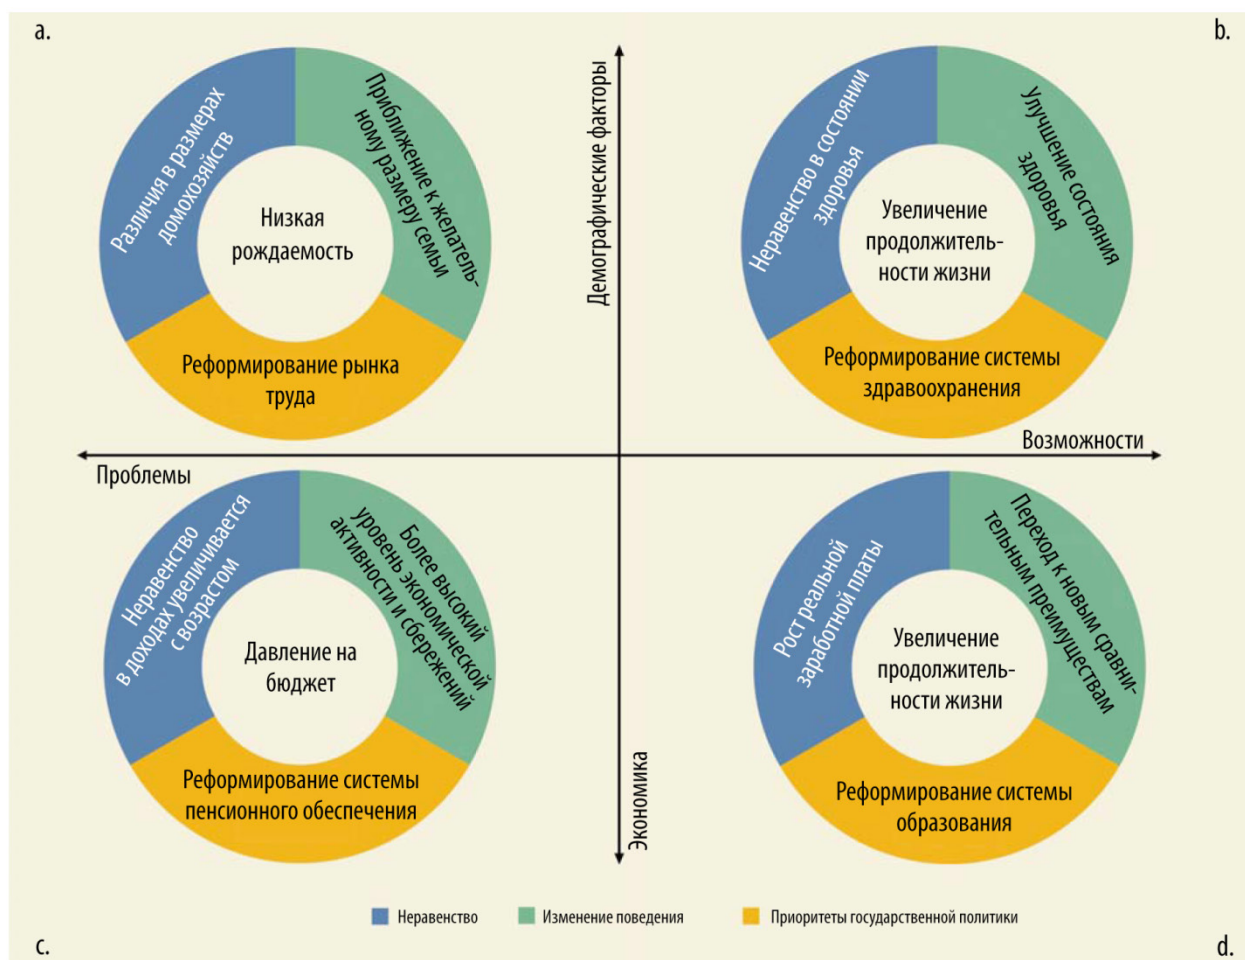 a.
Различия в размерах
домохозяйств
Приближение к желатель-
ному размеру семьи
Низкая
рождаемость
Реформирование рынка
труда
Демографические факторы
b.
Неравенство в состоянии
здоровья
Улучшение состояния
здоровья
Увеличение
продолжитель-
ности жизни
Реформирование системы
здравоохранения
Возможности
Проблемы
Неравенство
в доходах увеличивается
с возрастом
Более высокий
уровень экономической
активности и сбережений
Давление на
бюджет
Реформирование системы
пенсионного обеспечения
Экономика
Рост реальной
заработной платы
Переход к новым сравни-
тельным преимуществам
Увеличение
продолжитель-
ности жизни
Реформирование системы
образования
Неравенство
Изменение поведения
Приоритеты государственной политики
c.
d.